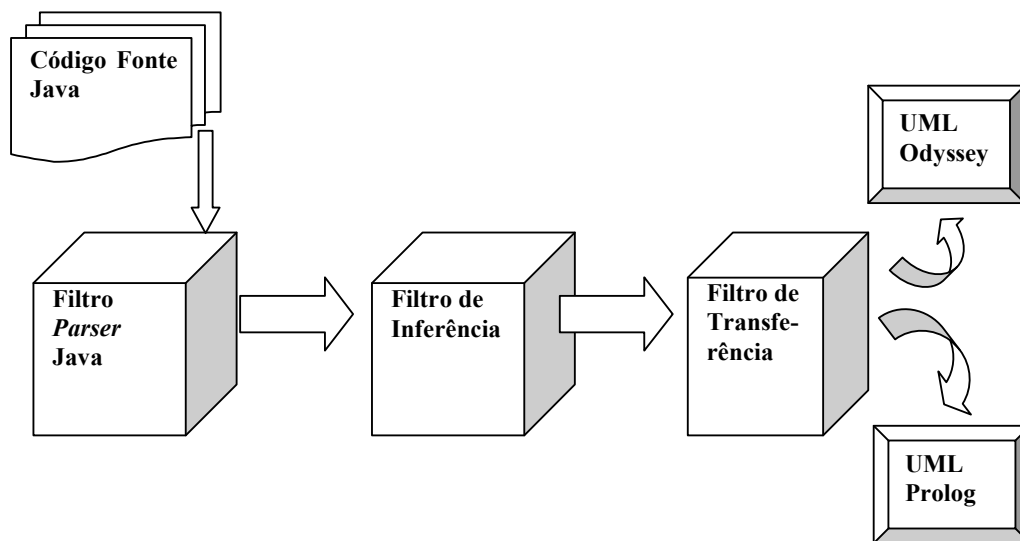 Código Fonte
Java
Filtro
Parser
Java
Filtro de
Inferência
Filtro de
Transfe-
rência
UML
Odyssey
UML
Prolog